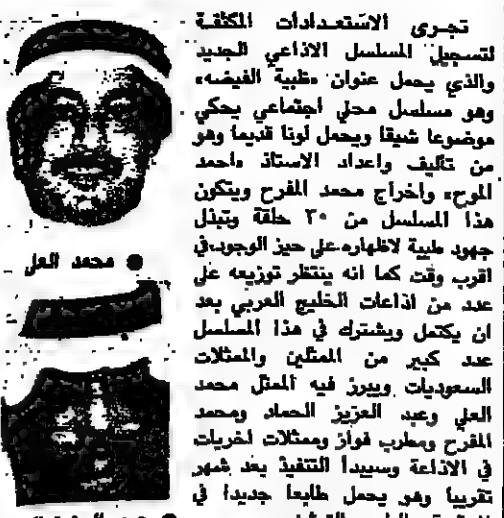 تجرى الاستعدادات المكثفة
لتسجيل المسلسل الاذاعي الجديد
والذي يحمل عنوان «طبية الفيضه»
وهو مسلسل محلي اجتماعي يحكي
موضوعا شيقا ويحمل لونا قديما وهو
من تأليف واعداد الاستاذ «احمد
الموح» واخراج محمد المفرح ويتكون
هذا المسلسل من ٣٠ حلقة وتبذل
جهود طيبة لاظهاره على حيز الوجود في
اقرب وقت كما انه ينتظر توزيعه على
عدد من اذاعات الخليج العربي بعد
ان يكتمل ويشترك في هذا المسلسل
عدد كبير من الممثلين والممثلات
السعوديات ويبرز فيه الممثل محمد
العلي وعبد العزيز الحماد ومحمد
المفرح ومطرب فواز وممثلات اخريات
في الاذاعة وسيبدأ التنفيذ بعد شهر
تقريبا وهو يحمل طابعا جديدا في
محمد العلي